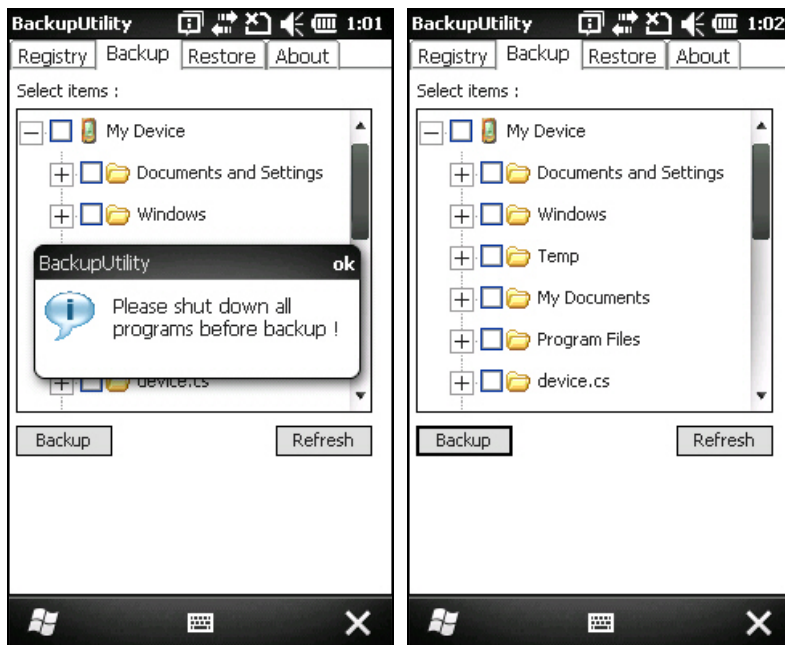 BackupUtility 1:01
Registry Backup Restore About
Select items :
My Device
Documents and Settings
Windows
BackupUtility ok
Please shut down all
programs before backup !
device.cs
Backup Refresh
BackupUtility 1:02
Registry Backup Restore About
Select items :
My Device
Documents and Settings
Windows
Temp
My Documents
Program Files
device.cs
Backup Refresh